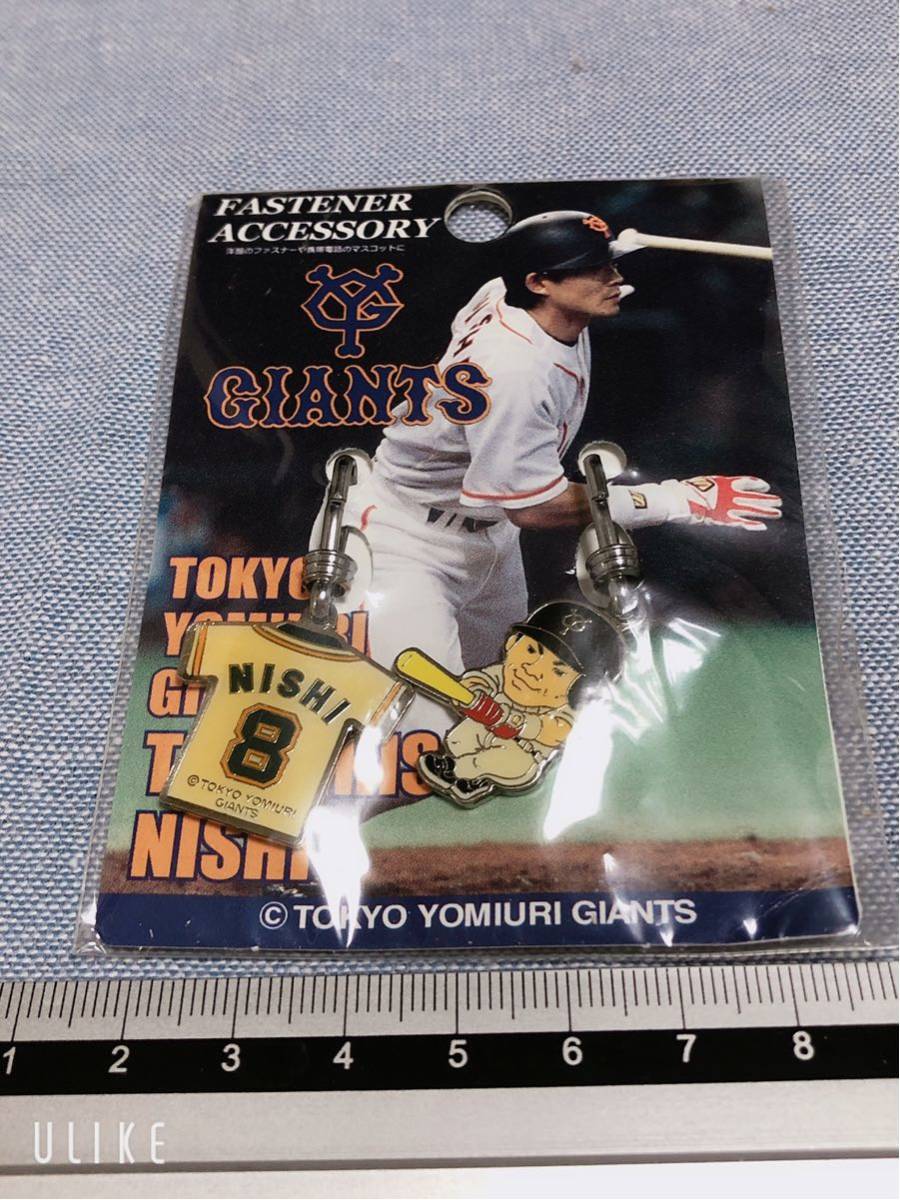 FASTENER
ACCESSORY
洋服のファスナーや携帯電話のマスコットに
YG
GIANTS
NISHI
TOKYO
NISHI
8
© TOKYO YOMIURI
GIANTS
NISHI
© TOKYO YOMIURI GIANTS
1 2 3 4 5 6 7 8
ULIKE